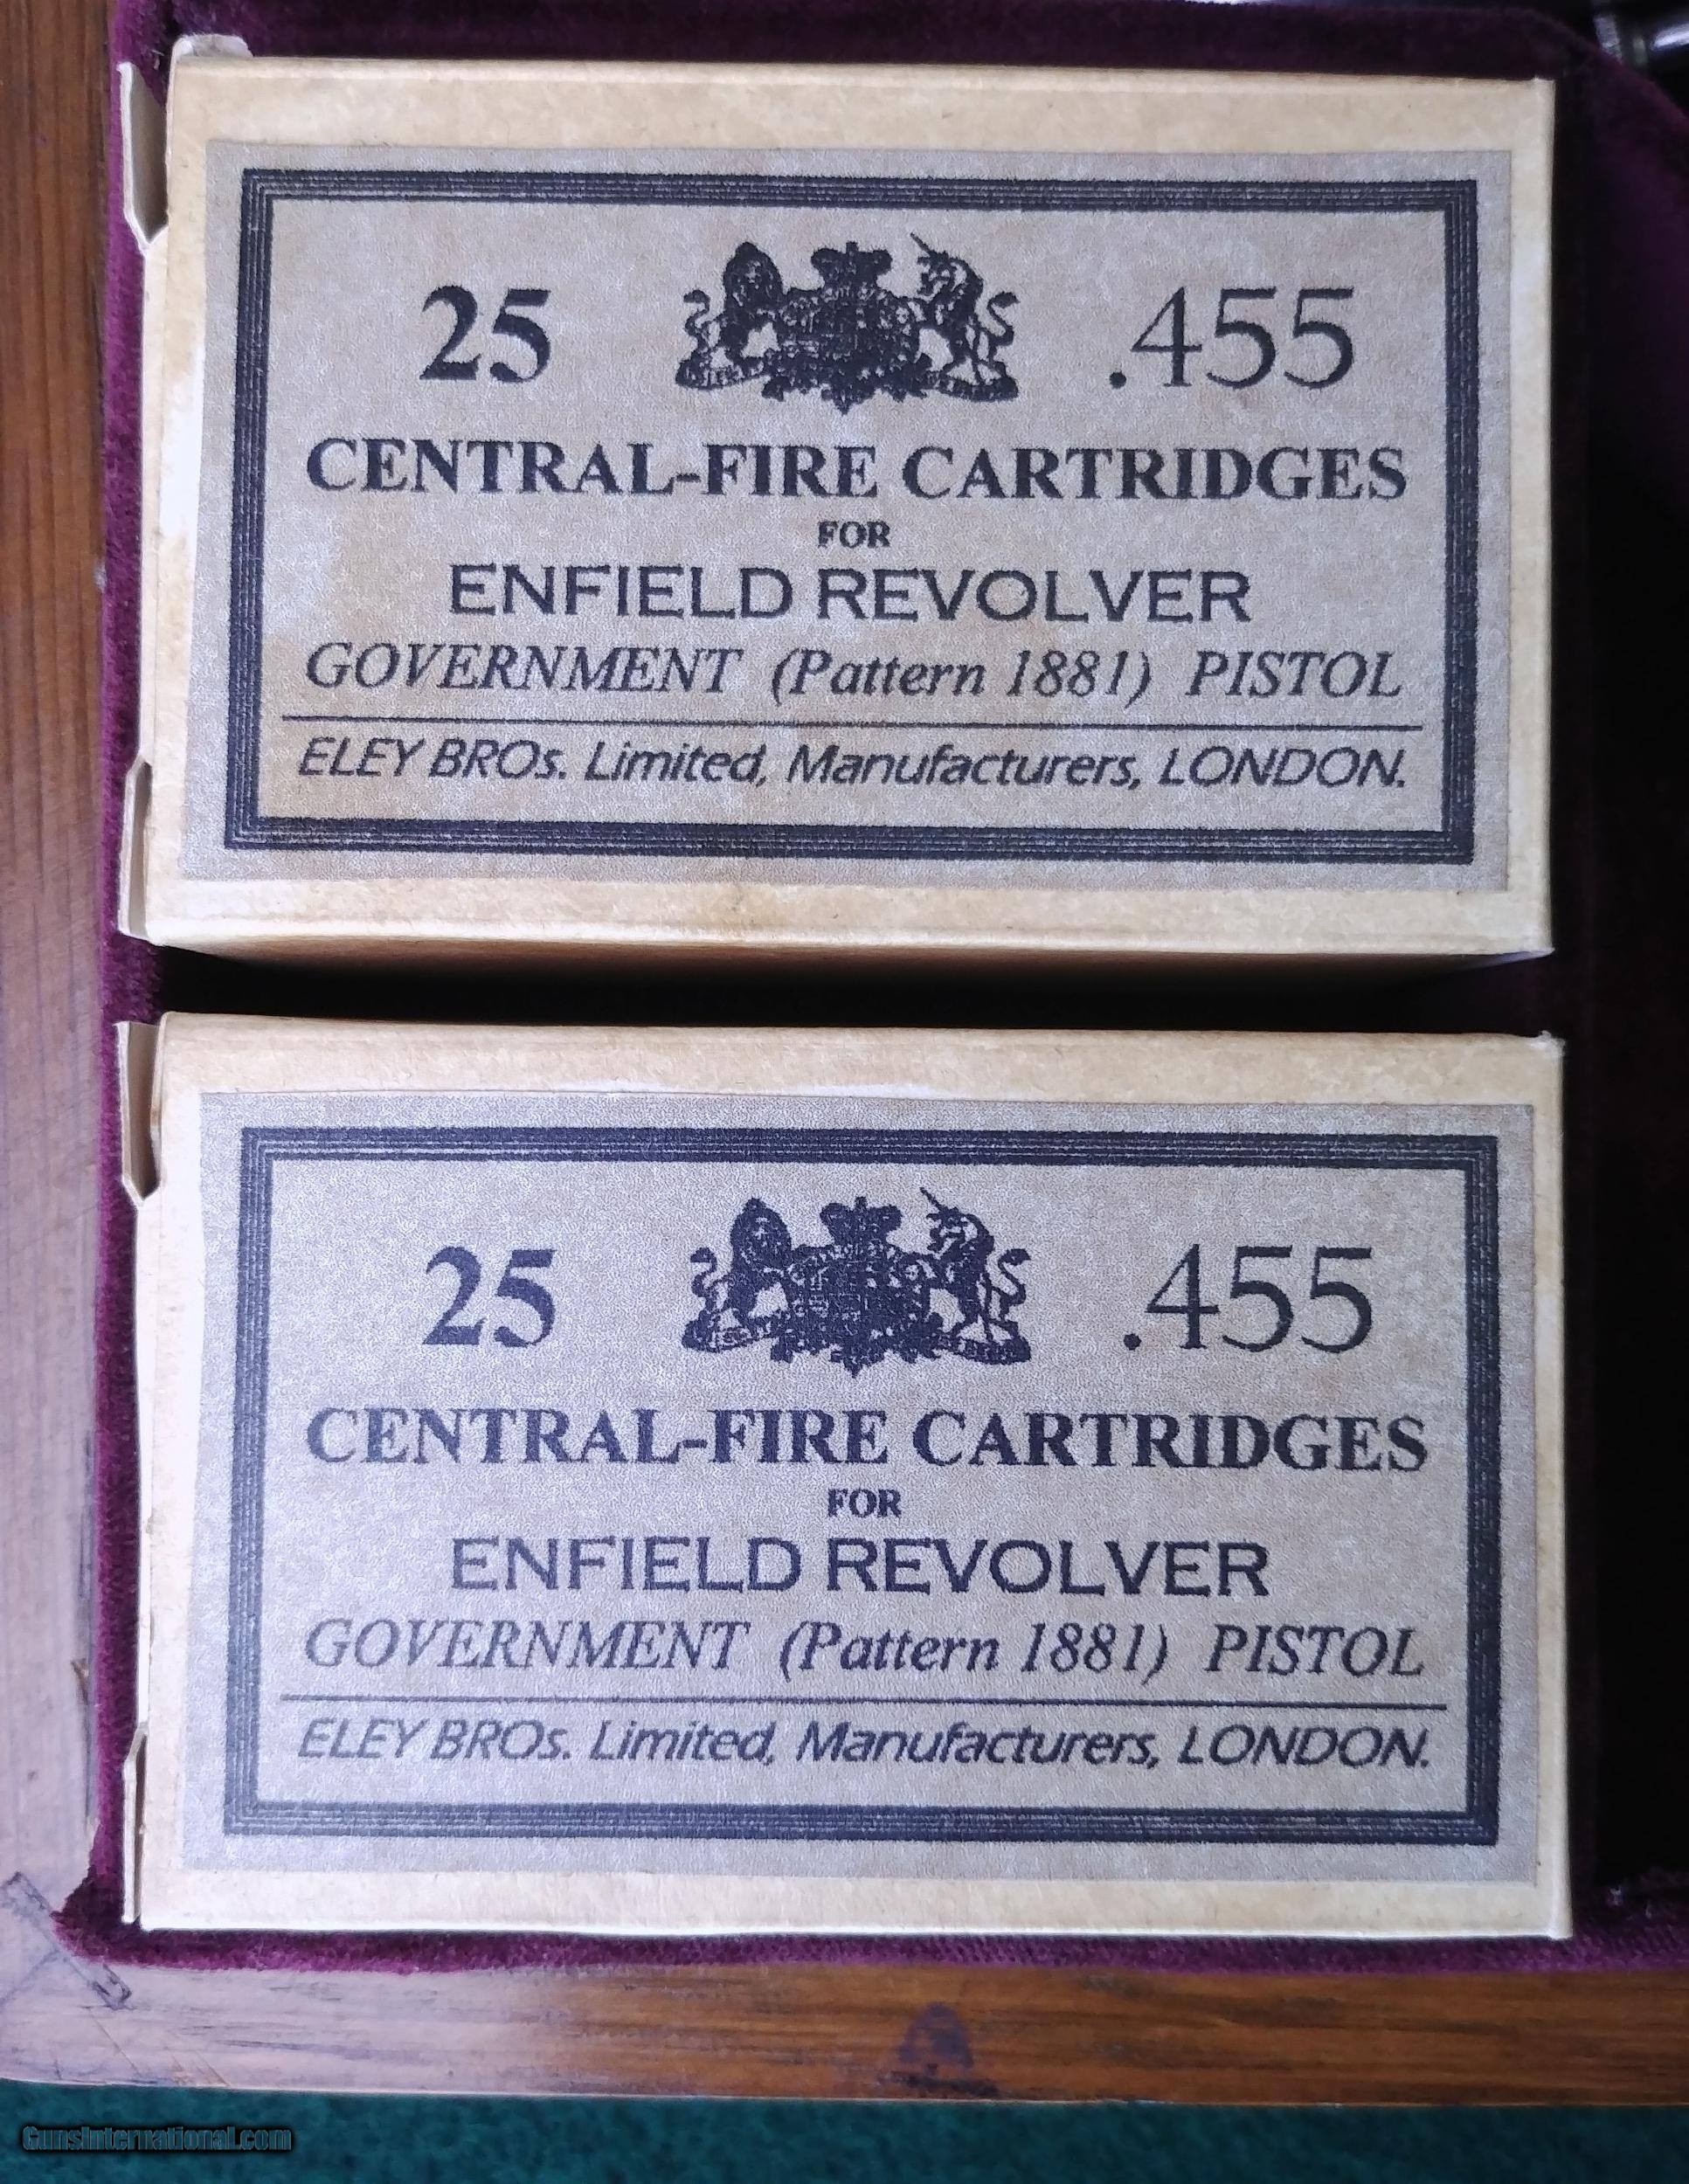 25 .455
CENTRAL-FIRE CARTRIDGES
FOR
ENFIELD REVOLVER
GOVERNMENT (Pattern 1881) PISTOL
ELEY BROs. Limited, Manufacturers, LONDON.
25 .455
CENTRAL-FIRE CARTRIDGES
FOR
ENFIELD REVOLVER
GOVERNMENT (Pattern 1881) PISTOL
ELEY BROs. Limited, Manufacturers, LONDON.
GunsInternational.com